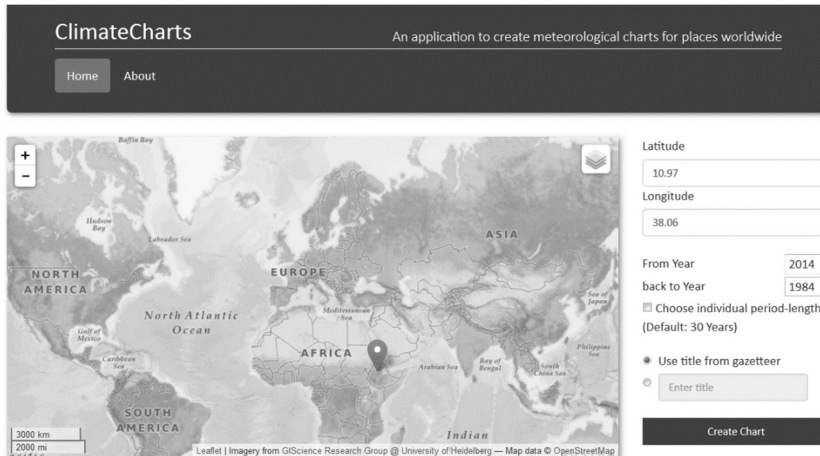 ClimateCharts
An application to create meteorological charts for places worldwide
Home About
+
−
Baffin Bay
Hudson
Bay
Labrador Sea
NORTH
AMERICA
EUROPE
ASIA
North Atlantic
Ocean
Mediterranean
Sea
Sea of
Japan
Gulf of
Mexico
Caribbean
Sea
AFRICA
Arabian Sea
Bay of
Bengal
South
China Sea
Philippine
Sea
SOUTH
AMERICA
Indian
3000 km
2000 mi
Leaflet | Imagery from GIScience Research Group @ University of Heidelberg — Map data © OpenStreetMap
Latitude
10.97
Longitude
38.06
From Year 2014
back to Year 1984
Choose individual period-length
(Default: 30 Years)
Use title from gazetteer
Enter title
Create Chart